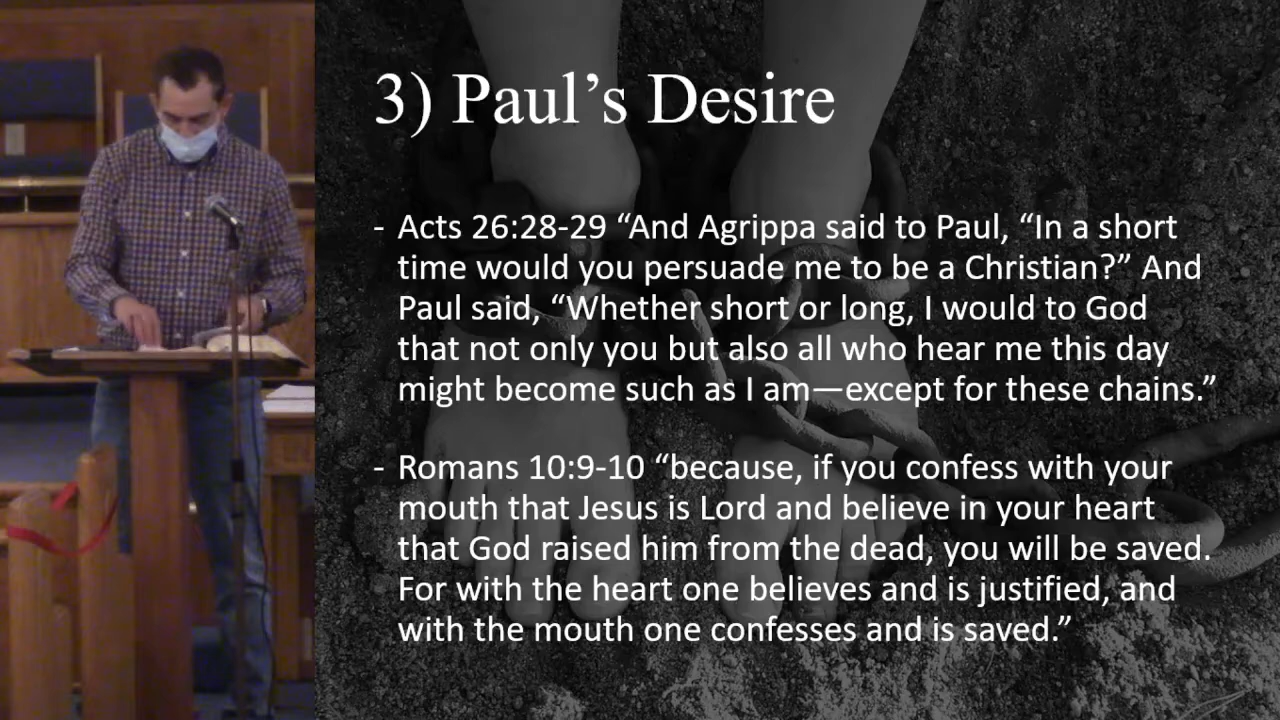 3) Paul’s Desire
- Acts 26:28-29 “And Agrippa said to Paul, “In a short
time would you persuade me to be a Christian?” And
Paul said, “Whether short or long, I would to God
that not only you but also all who hear me this day
might become such as I am—except for these chains.”
- Romans 10:9-10 “because, if you confess with your
mouth that Jesus is Lord and believe in your heart
that God raised him from the dead, you will be saved.
For with the heart one believes and is justified, and
with the mouth one confesses and is saved.”